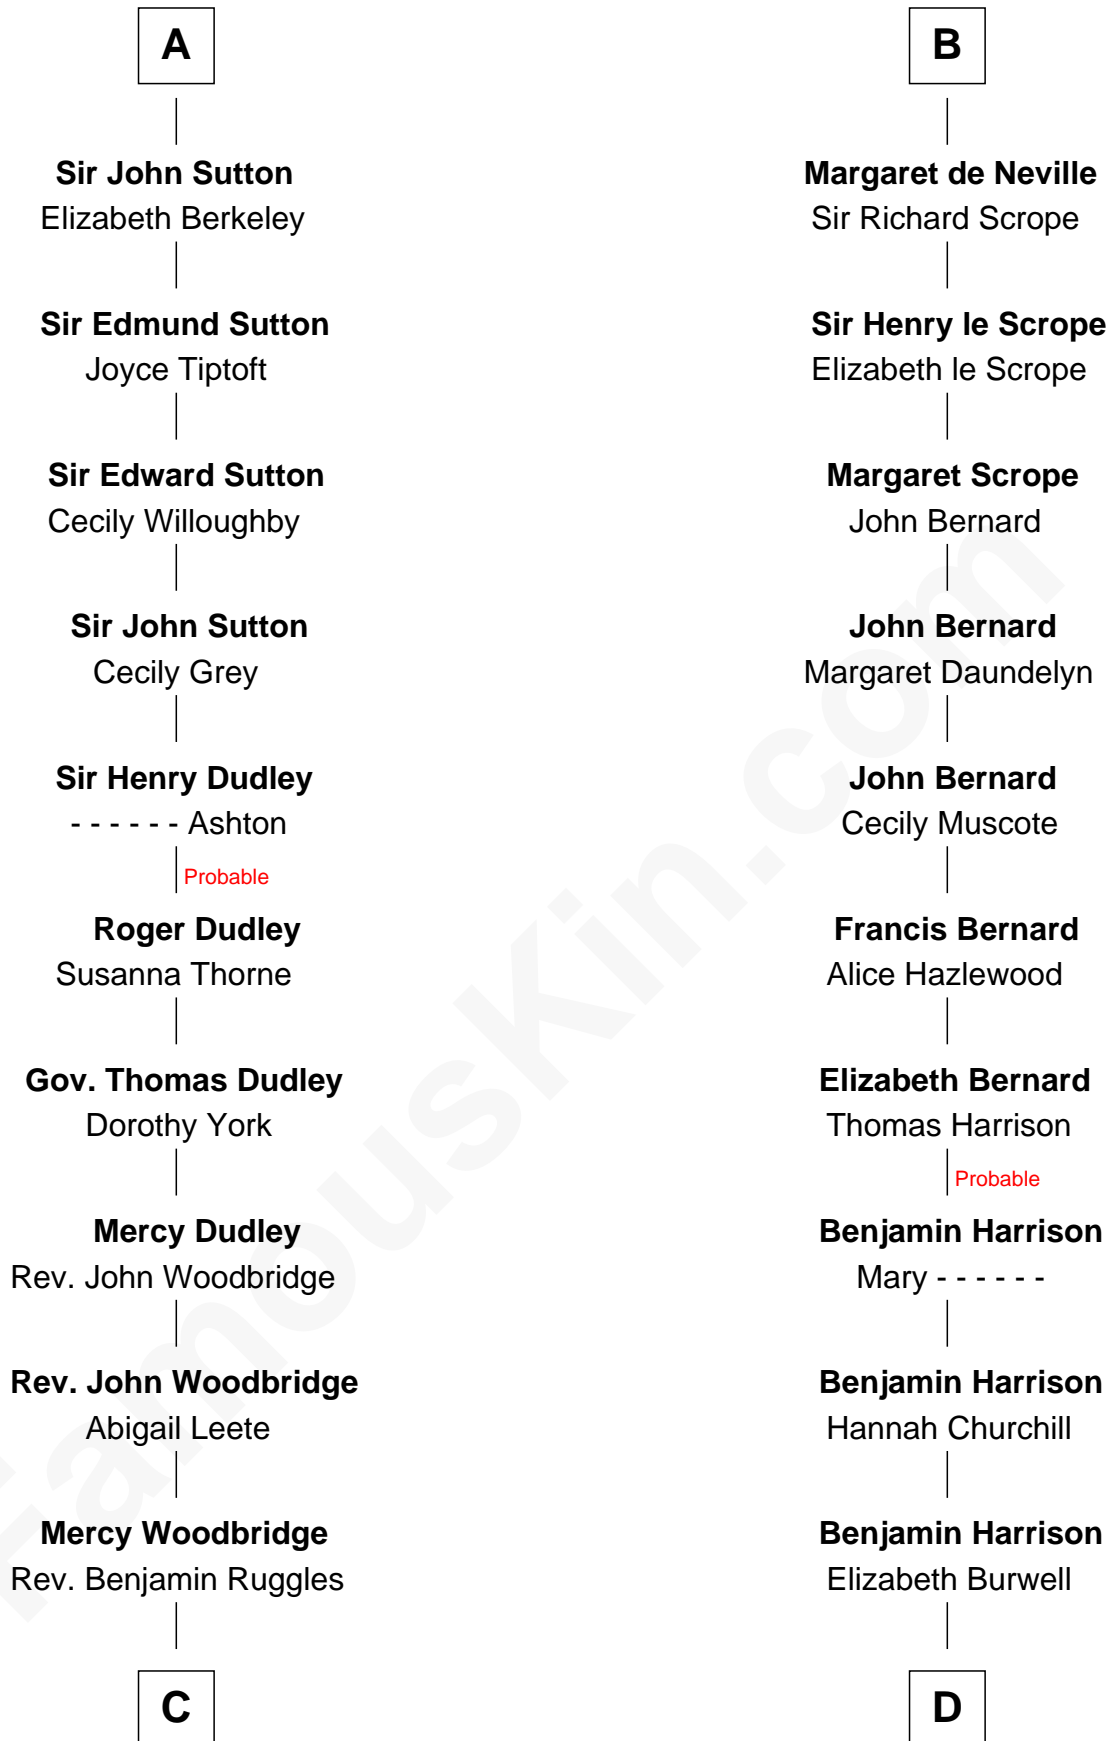 A
Sir John Sutton
Elizabeth Berkeley
Sir Edmund Sutton
Joyce Tiptoft
Sir Edward Sutton
Cecily Willoughby
Sir John Sutton
Cecily Grey
Sir Henry Dudley
- - - - - - Ashton
Probable
Roger Dudley
Susanna Thorne
Gov. Thomas Dudley
Dorothy York
Mercy Dudley
Rev. John Woodbridge
Rev. John Woodbridge
Abigail Leete
Mercy Woodbridge
Rev. Benjamin Ruggles
C
B
Margaret de Neville
Sir Richard Scrope
Sir Henry le Scrope
Elizabeth le Scrope
Margaret Scrope
John Bernard
John Bernard
Margaret Daundelyn
John Bernard
Cecily Muscote
Francis Bernard
Alice Hazlewood
Elizabeth Bernard
Thomas Harrison
Probable
Benjamin Harrison
Mary - - - - - -
Benjamin Harrison
Hannah Churchill
Benjamin Harrison
Elizabeth Burwell
D
FamousKin.com